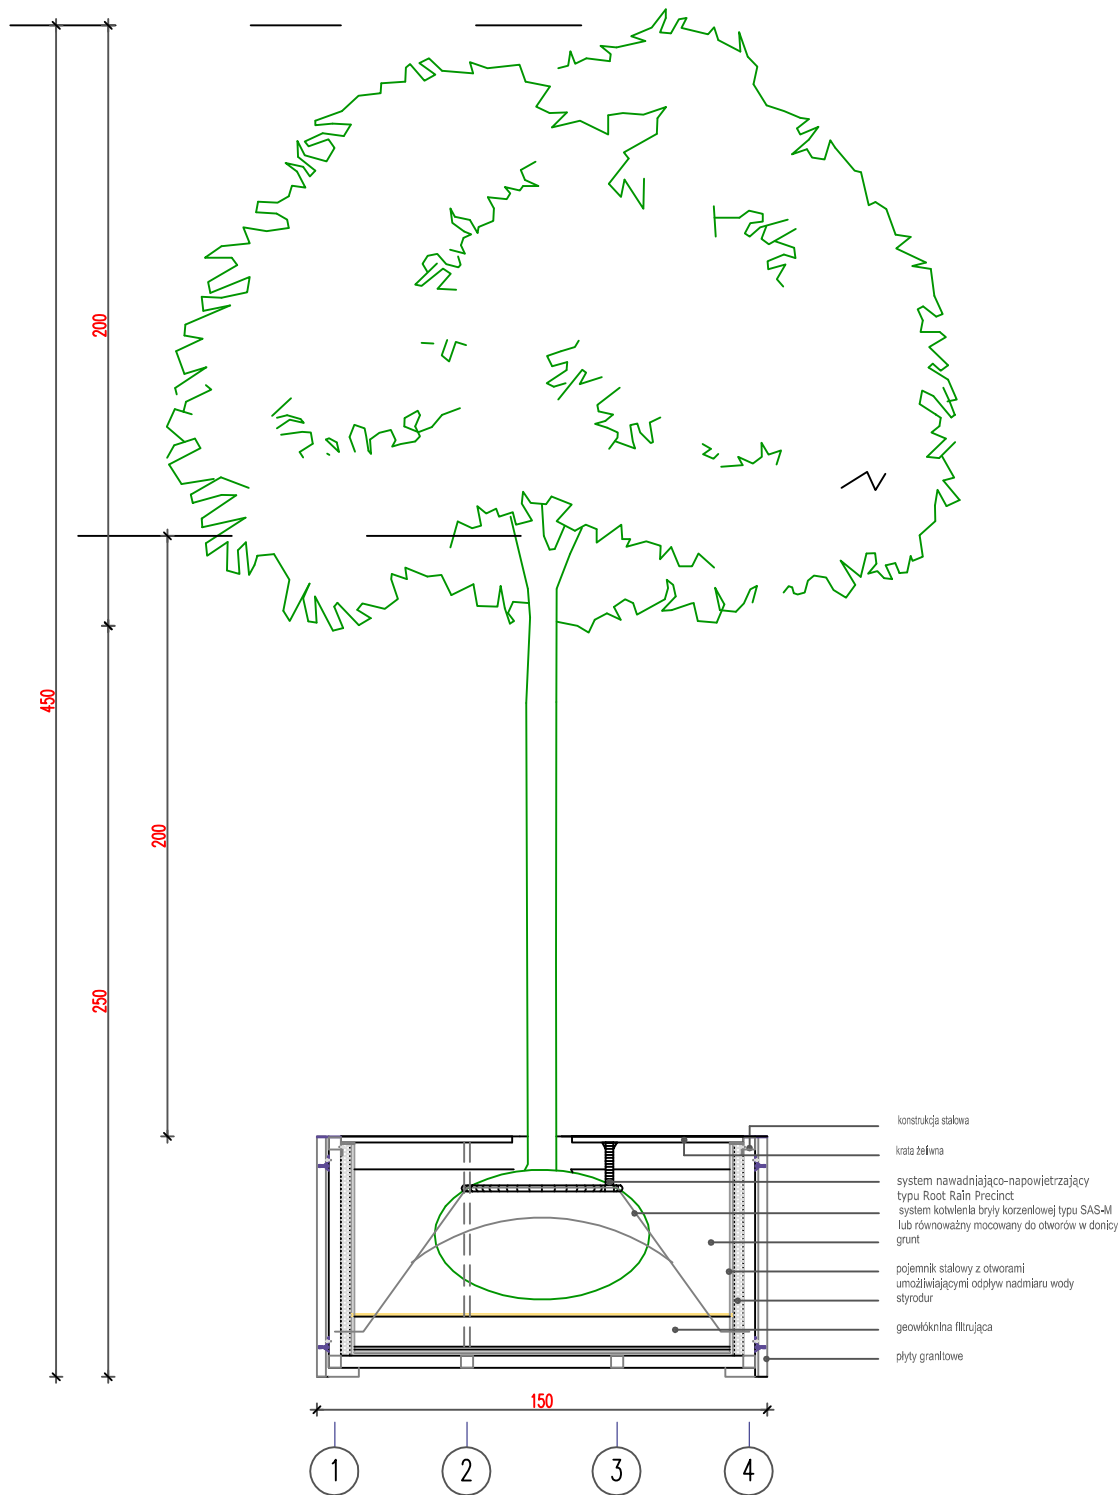 200
450
200
250
konstrukcja stalowa
krata żeliwna
system nawadniająco-napowietrzający
typu Root Rain Precinct
system kotwienia bryły korzeniowej typu SAS-M
lub równoważny mocowany do otworów w donicy
grunt
pojemnik stalowy z otworami
umożliwiającymi odpływ nadmiaru wody
styrodur
geowłóknina filtrująca
płyty granitowe
150
1 2 3 4